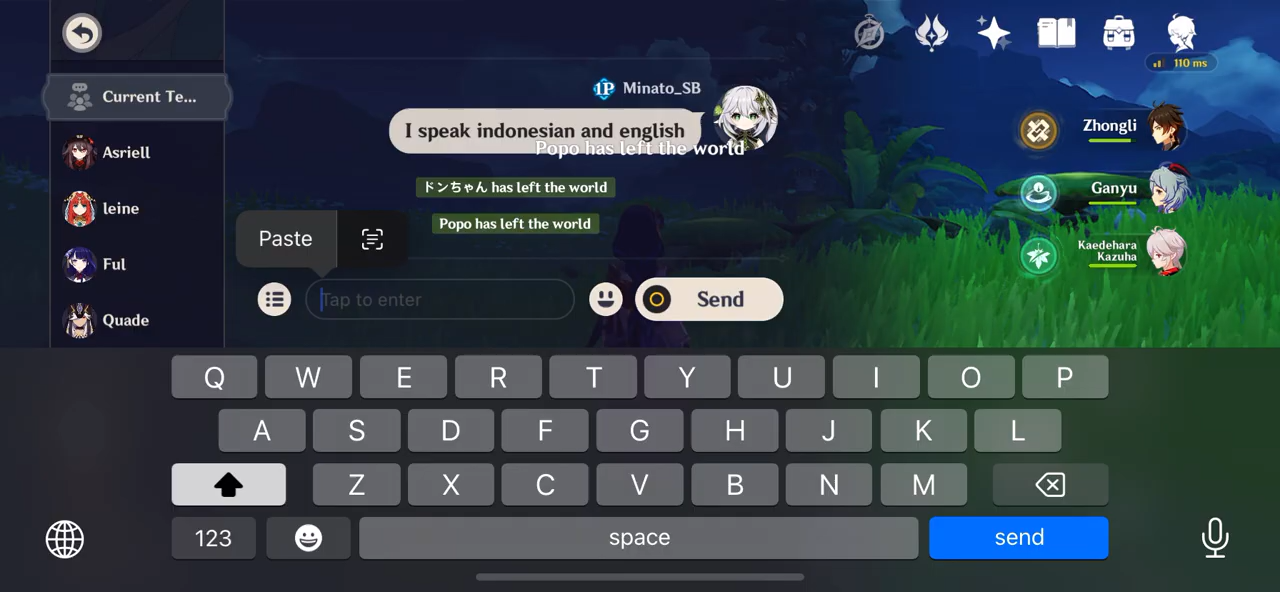 110 ms
Current Te...
1P Minato_SB
I speak indonesian and english
Popo has left the world
Zhongli
Asriell
ドンちゃん has left the world
Ganyu
leine
Popo has left the world
Paste
Kaedehara
Kazuha
Ful
Tap to enter
Send
Quade
Q W E R T Y U I O P
A S D F G H J K L
Z X C V B N M
123
space
send